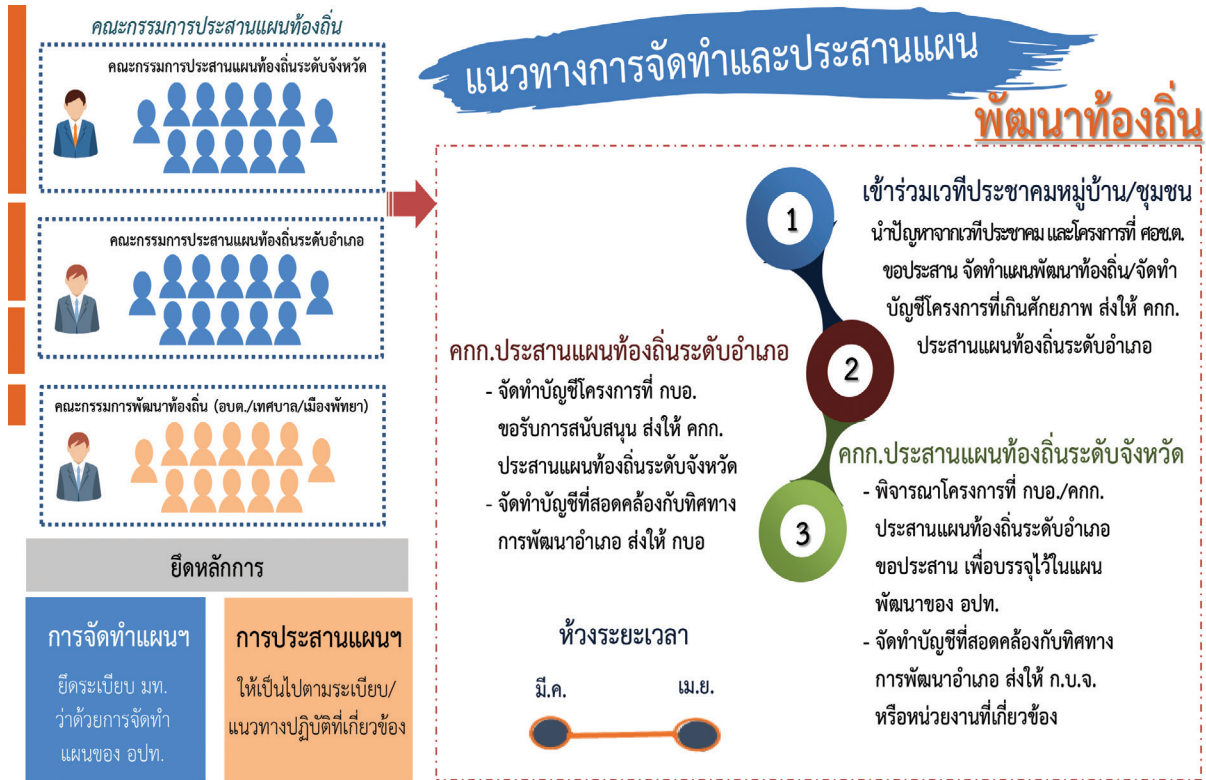 คณะกรรมการประสานแผนท้องถิ่น
คณะกรรมการประสานแผนท้องถิ่นระดับจังหวัด
คณะกรรมการประสานแผนท้องถิ่นระดับอำเภอ
คณะกรรมการพัฒนาท้องถิ่น (อบต./เทศบาล/เมืองพัทยา)
ยึดหลักการ
การจัดทำแผนฯ
ยึดระเบียบ มท.
ว่าด้วยการจัดทำ
แผนของ อปท.
การประสานแผนฯ
ให้เป็นไปตามระเบียบ/
แนวทางปฏิบัติที่เกี่ยวข้อง
แนวทางการจัดทำและประสานแผน
พัฒนาท้องถิ่น
1
เข้าร่วมเวทีประชาคมหมู่บ้าน/ชุมชน
นำปัญหาจากเวทีประชาคม และโครงการที่ ศอช.ต.
ขอประสาน จัดทำแผนพัฒนาท้องถิ่น/จัดทำ
บัญชีโครงการที่เกินศักยภาพ ส่งให้ คกก.
ประสานแผนท้องถิ่นระดับอำเภอ
2
คกก.ประสานแผนท้องถิ่นระดับอำเภอ
- จัดทำบัญชีโครงการที่ กบอ.
ขอรับการสนับสนุน ส่งให้ คกก.
ประสานแผนท้องถิ่นระดับจังหวัด
- จัดทำบัญชีที่สอดคล้องกับทิศทาง
การพัฒนาอำเภอ ส่งให้ กบอ
3
คกก.ประสานแผนท้องถิ่นระดับจังหวัด
- พิจารณาโครงการที่ กบอ./คกก.
ประสานแผนท้องถิ่นระดับอำเภอ
ขอประสาน เพื่อบรรจุไว้ในแผน
พัฒนาของ อปท.
- จัดทำบัญชีที่สอดคล้องกับทิศทาง
การพัฒนาอำเภอ ส่งให้ ก.บ.จ.
หรือหน่วยงานที่เกี่ยวข้อง
ห้วงระยะเวลา
มี.ค.
เม.ย.